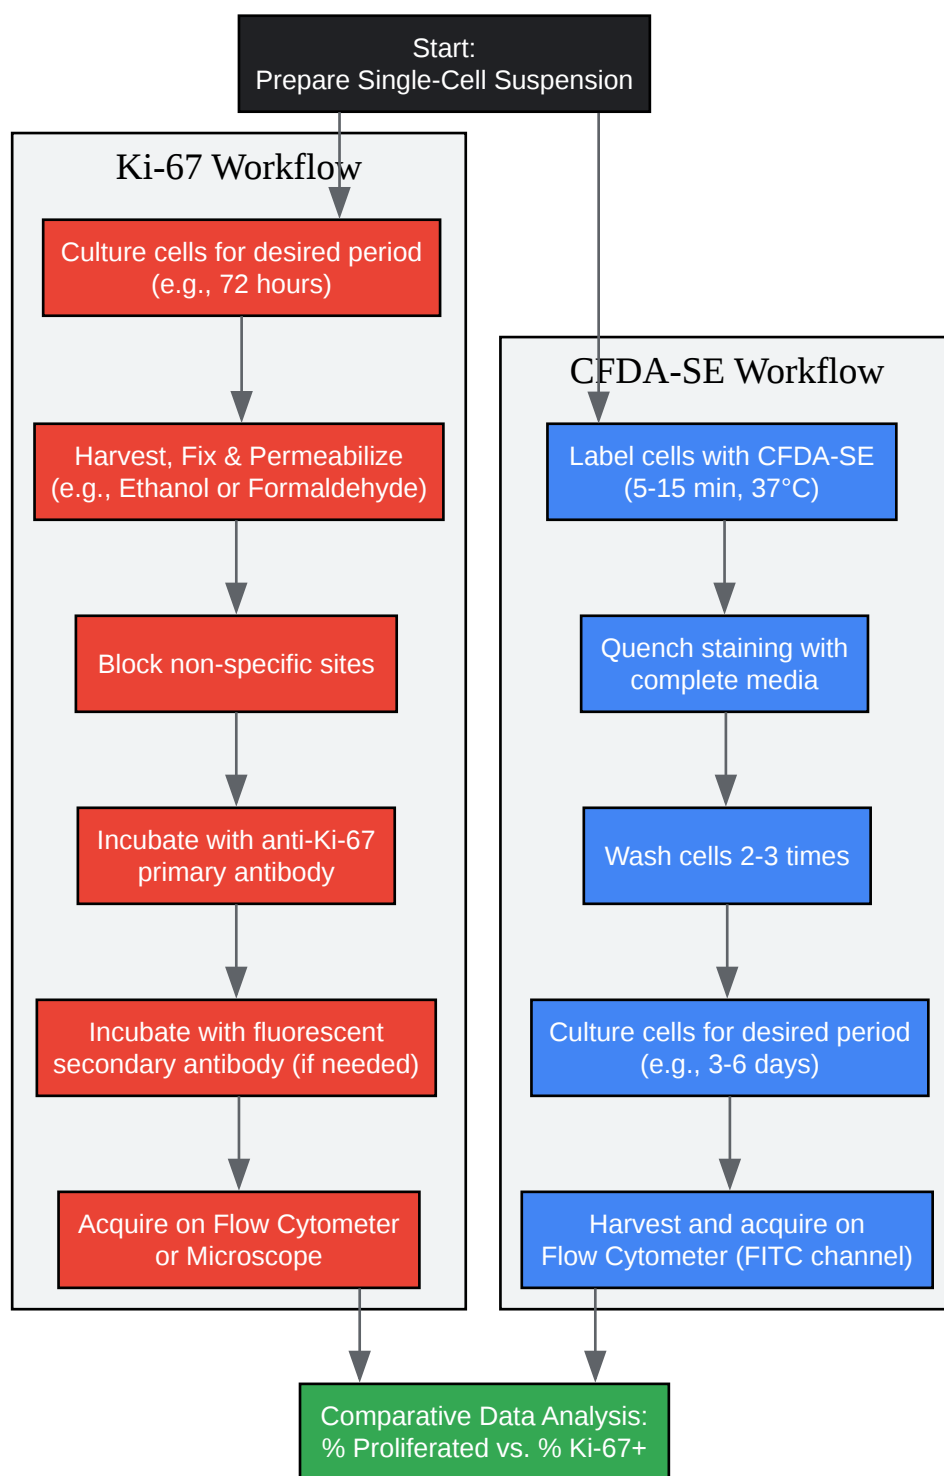 Start:
Prepare Single-Cell Suspension
Ki-67 Workflow
Culture cells for desired period
(e.g., 72 hours)
Harvest, Fix & Permeabilize
(e.g., Ethanol or Formaldehyde)
Block non-specific sites
Incubate with anti-Ki-67
primary antibody
Incubate with fluorescent
secondary antibody (if needed)
Acquire on Flow Cytometer
or Microscope
CFDA-SE Workflow
Label cells with CFDA-SE
(5-15 min, 37°C)
Quench staining with
complete media
Wash cells 2-3 times
Culture cells for desired period
(e.g., 3-6 days)
Harvest and acquire on
Flow Cytometer (FITC channel)
Comparative Data Analysis:
% Proliferated vs. % Ki-67+